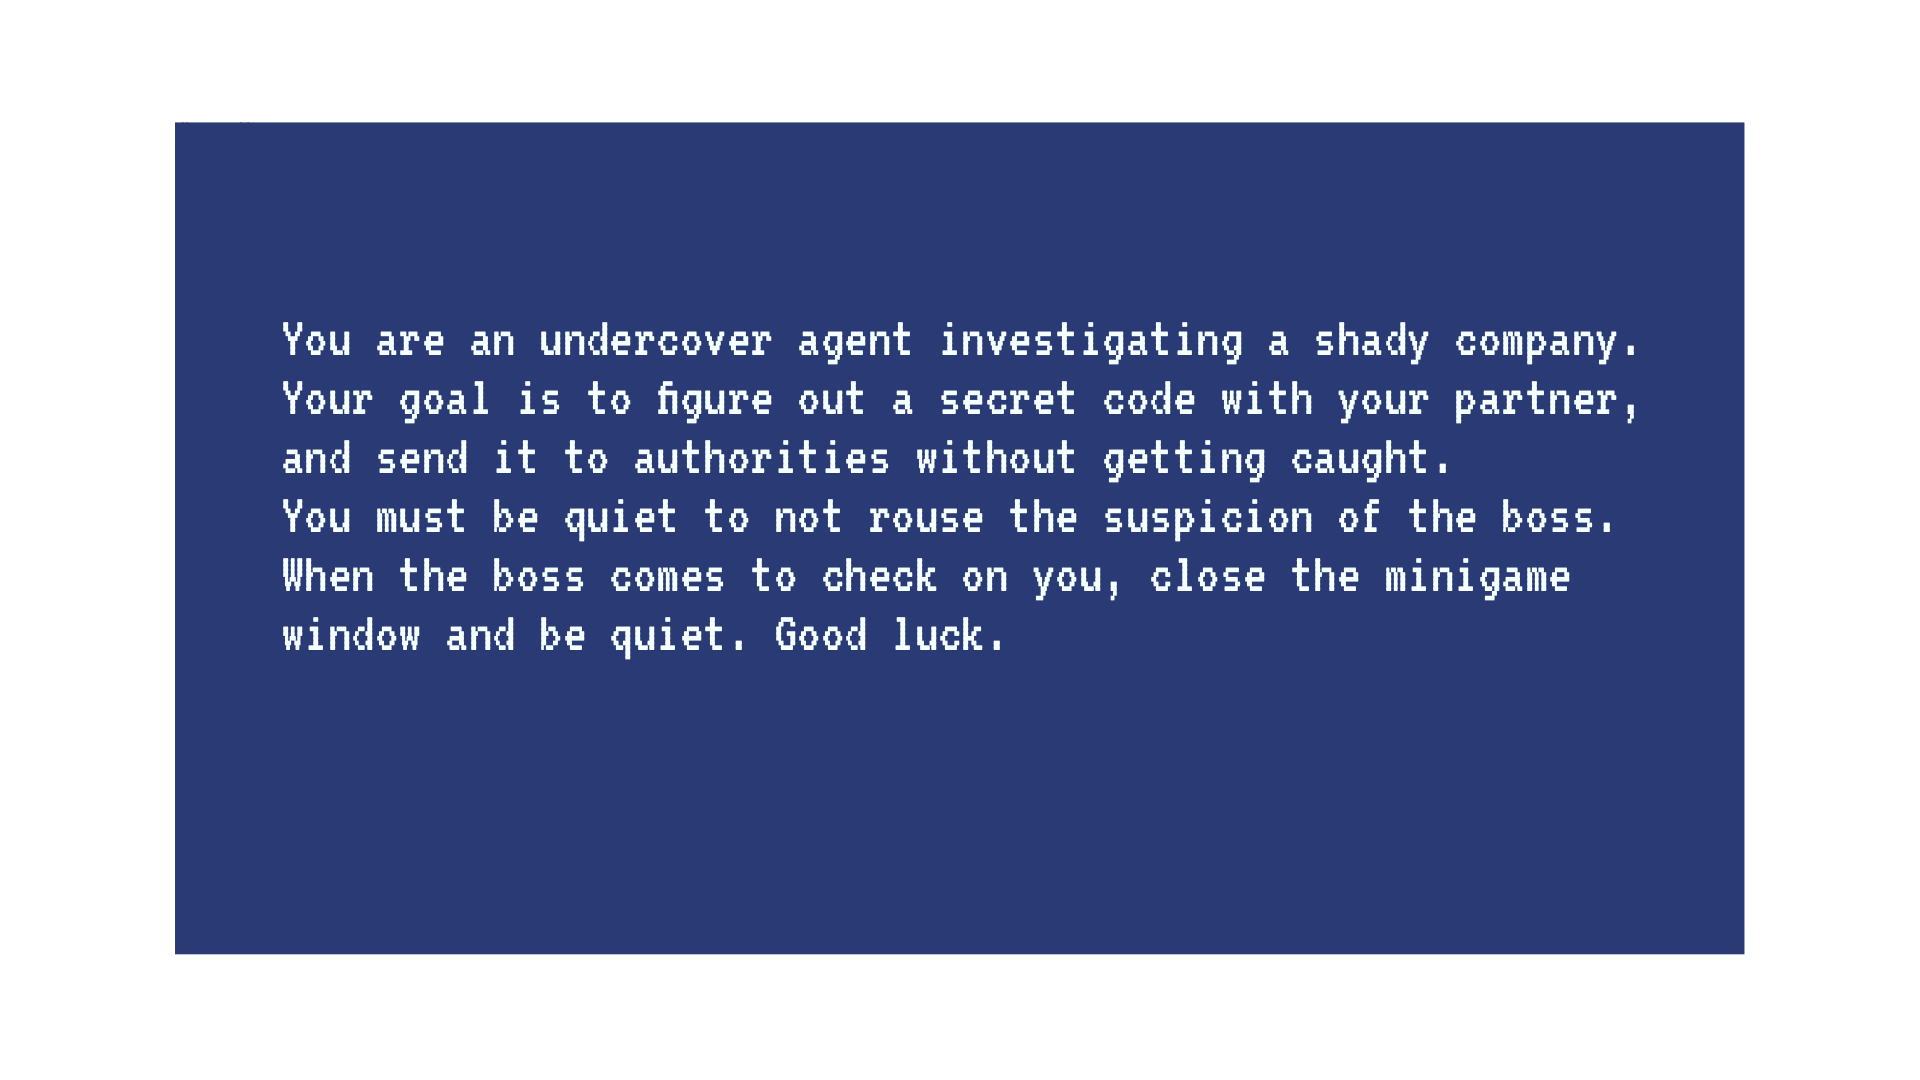 You are an undercover agent investigating a shady company.
Your goal is to figure out a secret code with your partner,
and send it to authorities without getting caught.
You must be quiet to not rouse the suspicion of the boss.
When the boss comes to check on you, close the minigame
window and be quiet. Good luck.